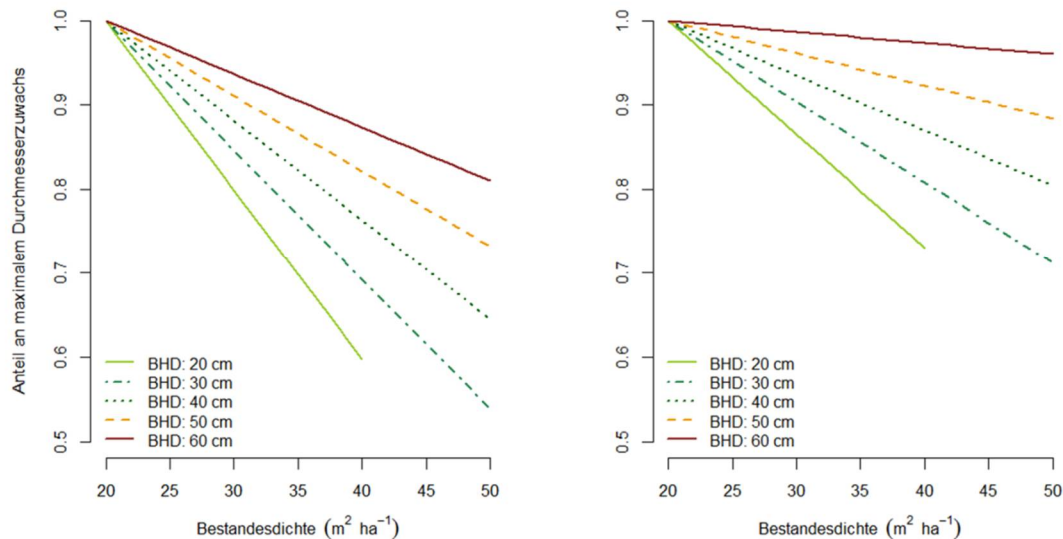 Anteil an maximalem Durchmesserzuwachs
1.0
0.9
0.8
0.7
0.6
0.5
BHD: 20 cm
BHD: 30 cm
BHD: 40 cm
BHD: 50 cm
BHD: 60 cm
20 25 30 35 40 45 50
Bestandesdichte (m² ha⁻¹)
1.0
0.9
0.8
0.7
0.6
0.5
BHD: 20 cm
BHD: 30 cm
BHD: 40 cm
BHD: 50 cm
BHD: 60 cm
20 25 30 35 40 45 50
Bestandesdichte (m² ha⁻¹)